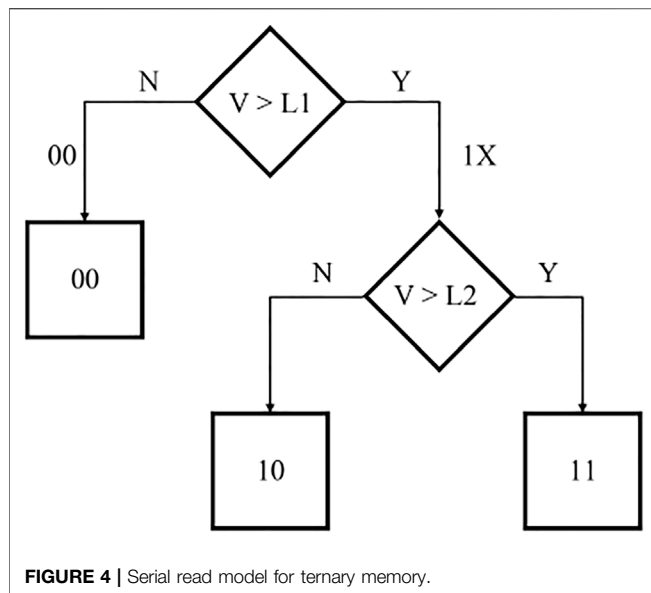 N
V > L1
Y
00
1X
00
N
V > L2
Y
10
11
FIGURE 4 | Serial read model for ternary memory.